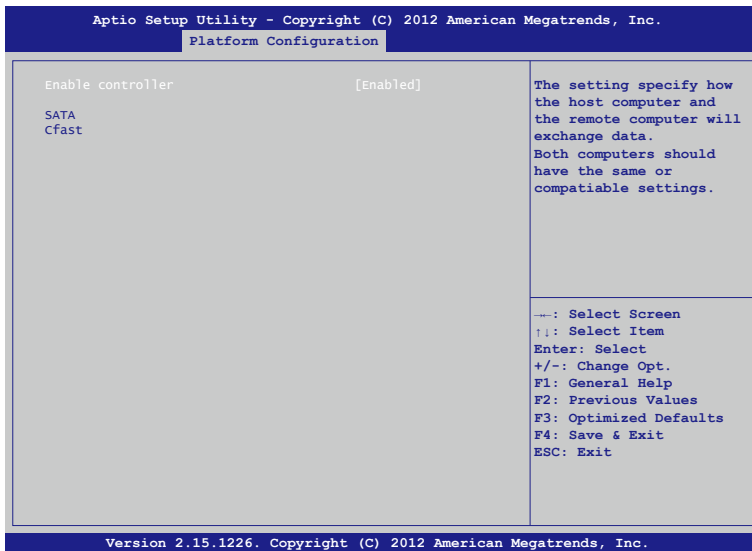 Aptio Setup Utility - Copyright (C) 2012 American Megatrends, Inc.
Platform Configuration
Enable controller [Enabled]
SATA
Cfast
The setting specify how
the host computer and
the remote computer will
exchange data.
Both computers should
have the same or
compatiable settings.
→←: Select Screen
↑↓: Select Item
Enter: Select
+/-: Change Opt.
F1: General Help
F2: Previous Values
F3: Optimized Defaults
F4: Save & Exit
ESC: Exit
Version 2.15.1226. Copyright (C) 2012 American Megatrends, Inc.